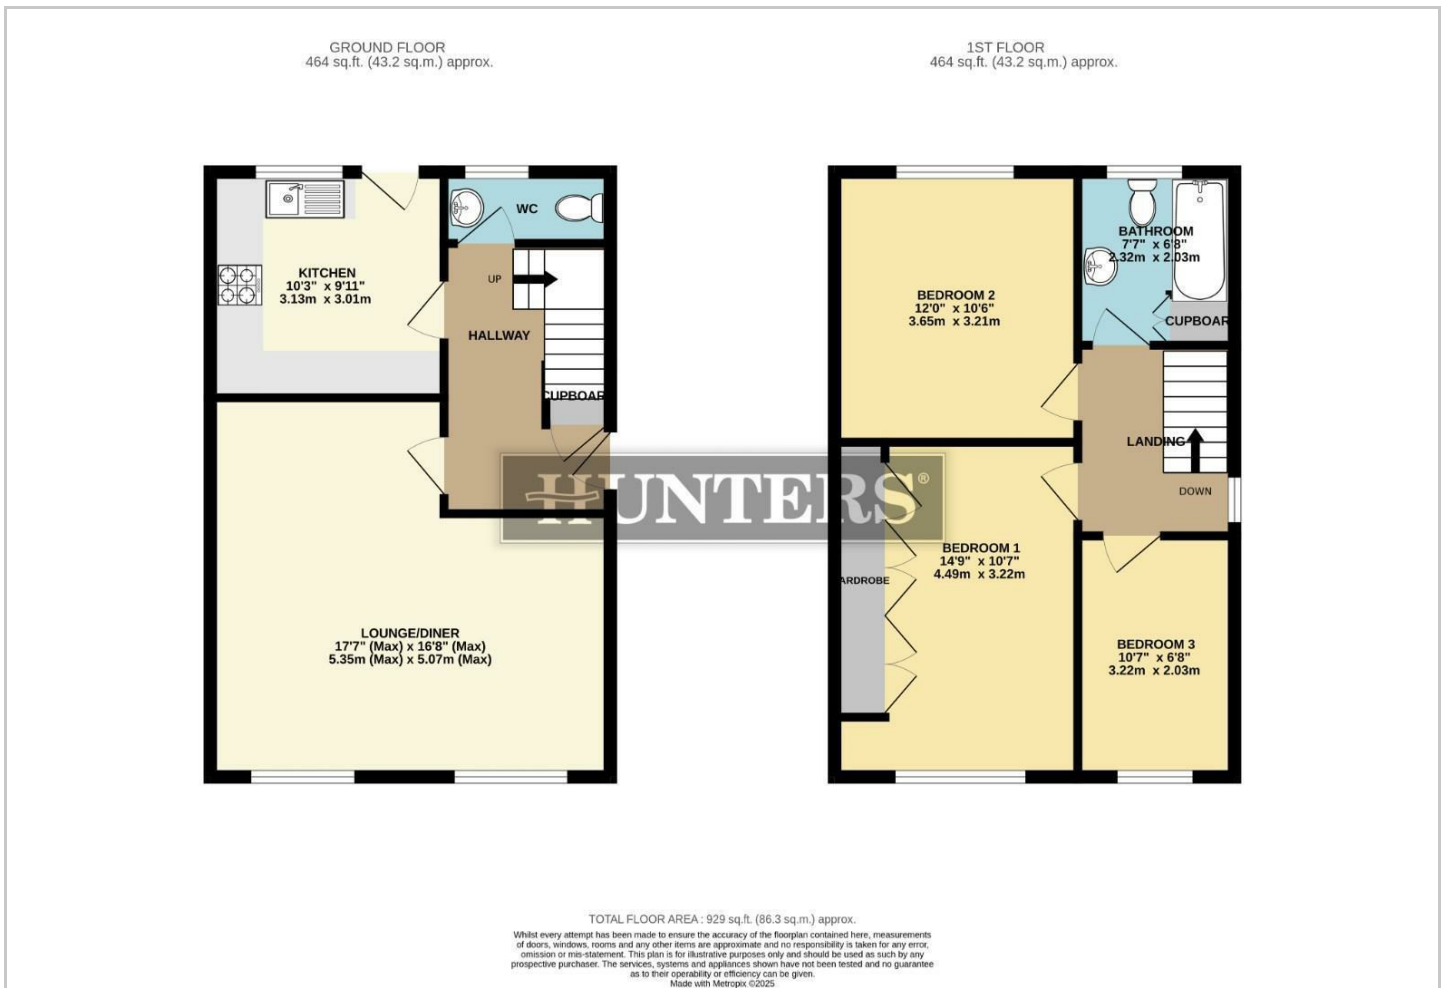 GROUND FLOOR
464 sq.ft. (43.2 sq.m.) approx.
1ST FLOOR
464 sq.ft. (43.2 sq.m.) approx.
WC
KITCHEN
10'3" x 9'11"
3.13m x 3.01m
UP
HALLWAY
CUPBOAR
LOUNGE/DINER
17'7" (Max) x 16'8" (Max)
5.35m (Max) x 5.07m (Max)
BATHROOM
7'7" x 6'8"
2.32m x 2.03m
BEDROOM 2
12'0" x 10'6"
3.65m x 3.21m
CUPBOAR
LANDING
DOWN
HUNTERS®
BEDROOM 1
14'9" x 10'7"
4.49m x 3.22m
ARDROBE
BEDROOM 3
10'7" x 6'8"
3.22m x 2.03m
TOTAL FLOOR AREA : 929 sq.ft. (86.3 sq.m.) approx.
Whilst every attempt has been made to ensure the accuracy of the floorplan contained here, measurements
of doors, windows, rooms and any other items are approximate and no responsibility is taken for any error,
omission or mis-statement. This plan is for illustrative purposes only and should be used as such by any
prospective purchaser. The services, systems and appliances shown have not been tested and no guarantee
as to their operability or efficiency can be given.
Made with Metropix ©2025